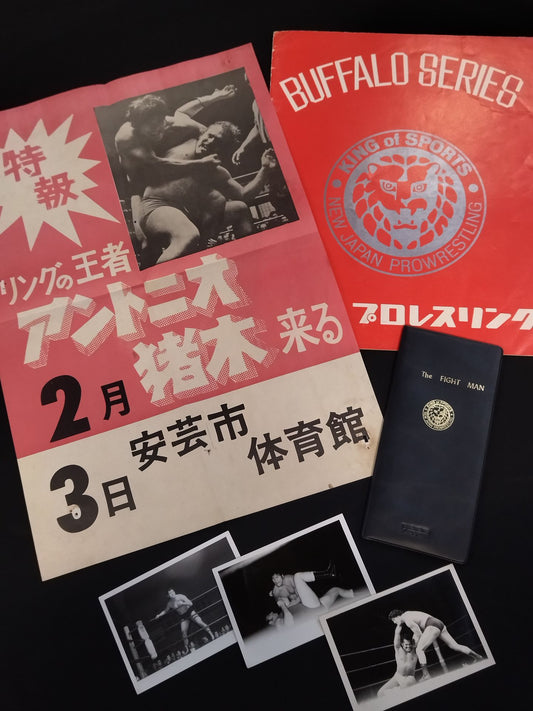 特報
リングの王者
アントニオ
猪木 来る
2月
3日
安芸市
体育館
BUFFALO SERIES
KING of SPORTS
NEW JAPAN PROWRESTLING
プロレスリング
The FIGHT MAN